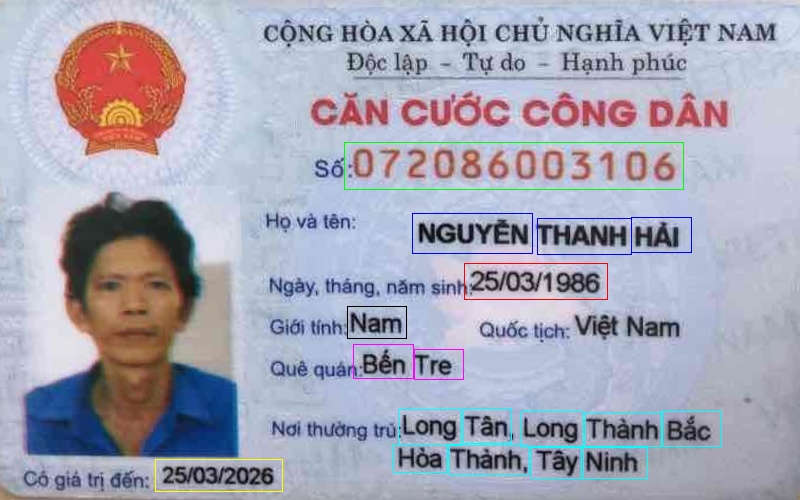 CỘNG HÒA XÃ HỘI CHỦ NGHĨA VIỆT NAM
Độc lập - Tự do - Hạnh phúc
CĂN CƯỚC CÔNG DÂN
Số: 072086003106
Họ và tên: NGUYỄN THANH HẢI
Ngày, tháng, năm sinh: 25/03/1986
Giới tính: Nam Quốc tịch: Việt Nam
Quê quán: Bến Tre
Nơi thường trú: Long Tân, Long Thành Bắc
Hòa Thành, Tây Ninh
Có giá trị đến: 25/03/2026